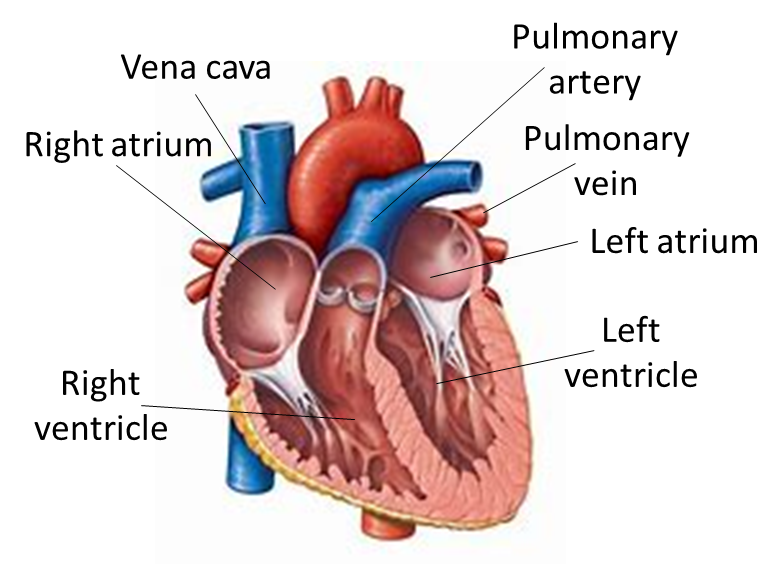 Pulmonary
artery
Vena cava
Right atrium
Pulmonary
vein
Left atrium
Left
ventricle
Right
ventricle